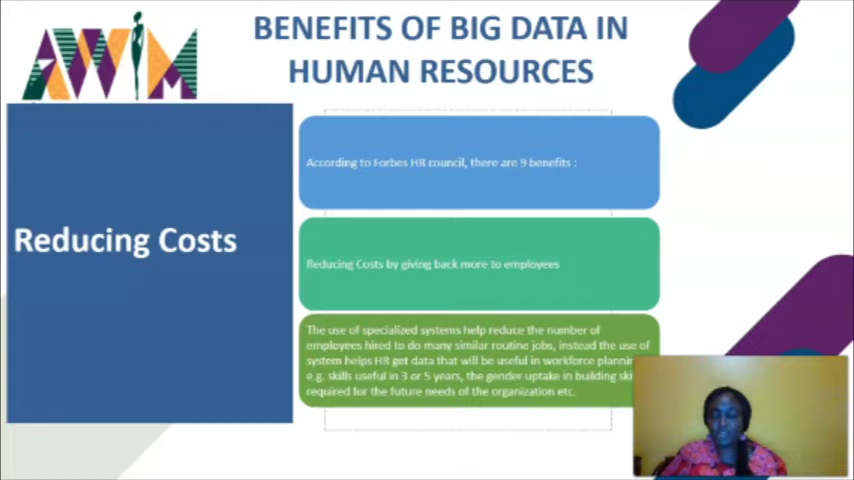 AWIM
BENEFITS OF BIG DATA IN
HUMAN RESOURCES
Reducing Costs
According to Forbes HR council, there are 9 benefits :
Reducing Costs by giving back more to employees
The use of specialized systems help reduce the number of
employees hired to do many similar routine jobs, instead the use of
system helps HR get data that will be useful in workforce
e.g. skills useful in 3 or 5 years, the gender uptake in building
required for the future needs of the organization etc.